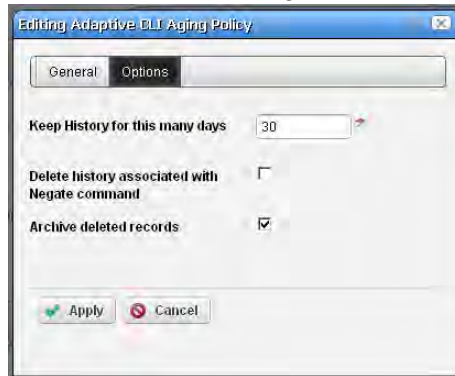 Editing Adaptive CLI Aging Policy
General Options
Keep History for this many days 30
Delete history associated with
Negate command
Archive deleted records
Apply Cancel